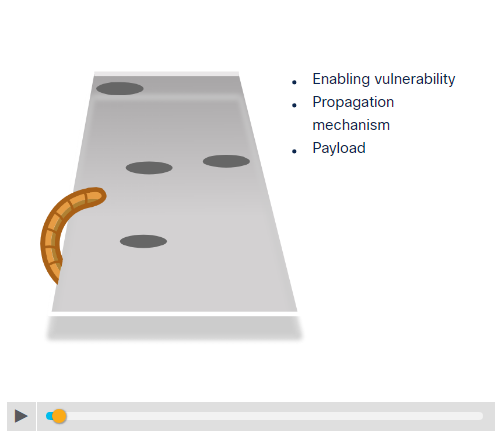 Enabling vulnerability
Propagation
mechanism
Payload